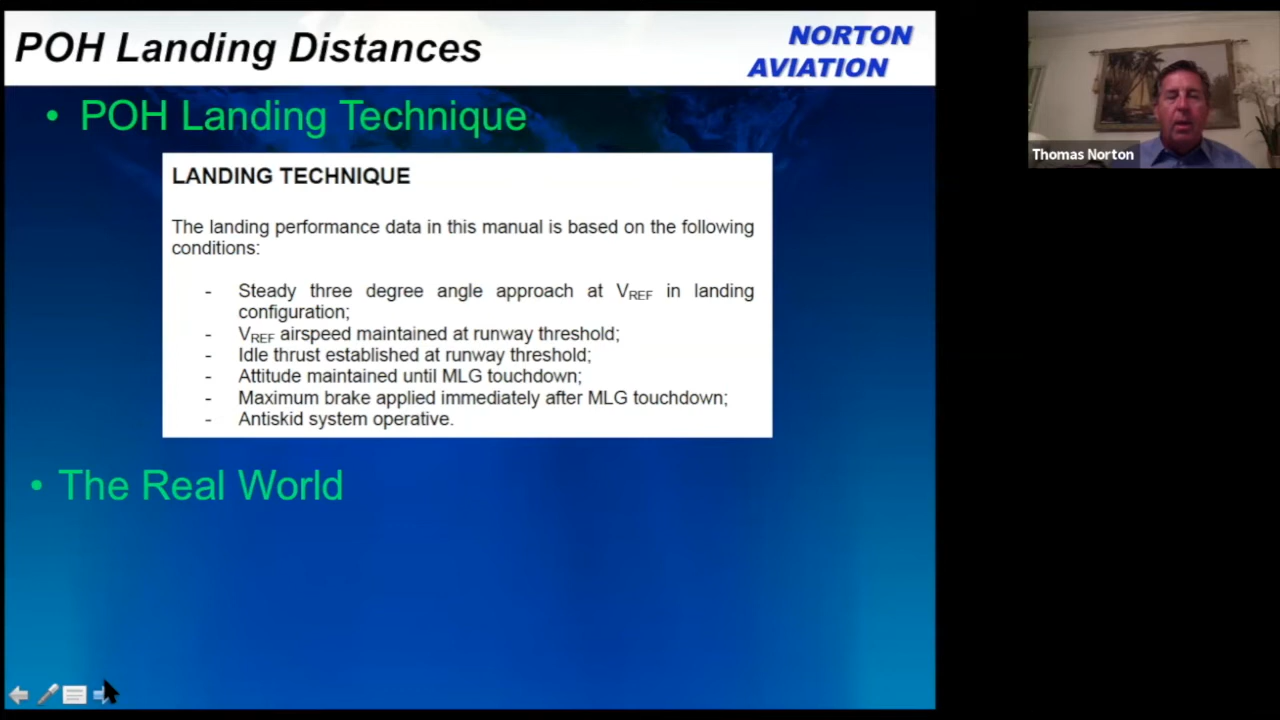 POH Landing Distances
NORTON
AVIATION
• POH Landing Technique
LANDING TECHNIQUE
The landing performance data in this manual is based on the following
conditions:
- Steady three degree angle approach at VREF in landing
configuration;
- VREF airspeed maintained at runway threshold;
- Idle thrust established at runway threshold;
- Attitude maintained until MLG touchdown;
- Maximum brake applied immediately after MLG touchdown;
- Antiskid system operative.
• The Real World
Thomas Norton